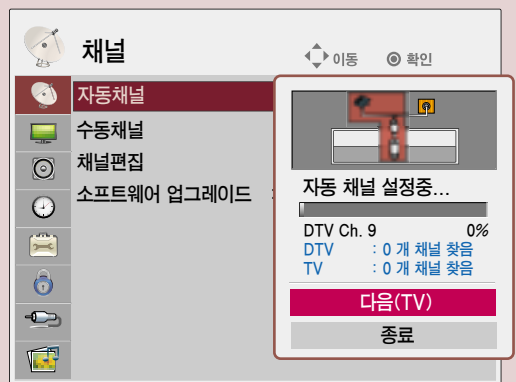 채널
이동 확인
자동채널
수동채널
채널편집
소프트웨어 업그레이드 :
자동 채널 설정중...
DTV Ch. 9 0%
DTV : 0 개 채널 찾음
TV : 0 개 채널 찾음
다음(TV)
종료